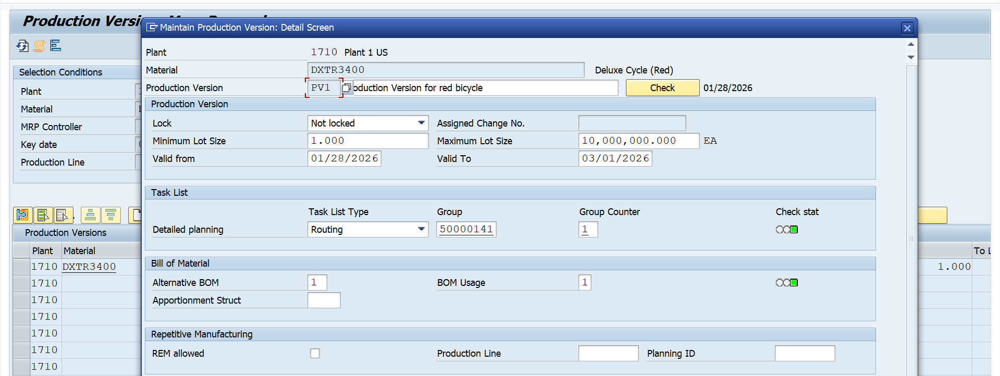 Production Versi
Maintain Production Version: Detail Screen
Selection Conditions
Plant
Material
MRP Controller
Key date
Production Line
Plant 1710 Plant 1 US
Material DXTR3400 Deluxe Cycle (Red)
Production Version PV1 oduction Version for red bicycle Check 01/28/2026
Production Version
Lock Not locked Assigned Change No.
Minimum Lot Size 1.000 Maximum Lot Size 10,000,000.000 EA
Valid from 01/28/2026 Valid To 03/01/2026
Task List
Task List Type Group Group Counter Check stat
Detailed planning Routing 50000141 1
Bill of Material
Alternative BOM 1 BOM Usage 1
Apportionment Struct
Repetitive Manufacturing
REM allowed Production Line Planning ID
Production Versions
Plant Material To L
1710 DXTR3400 1.000
1710
1710
1710
1710
1710
1710